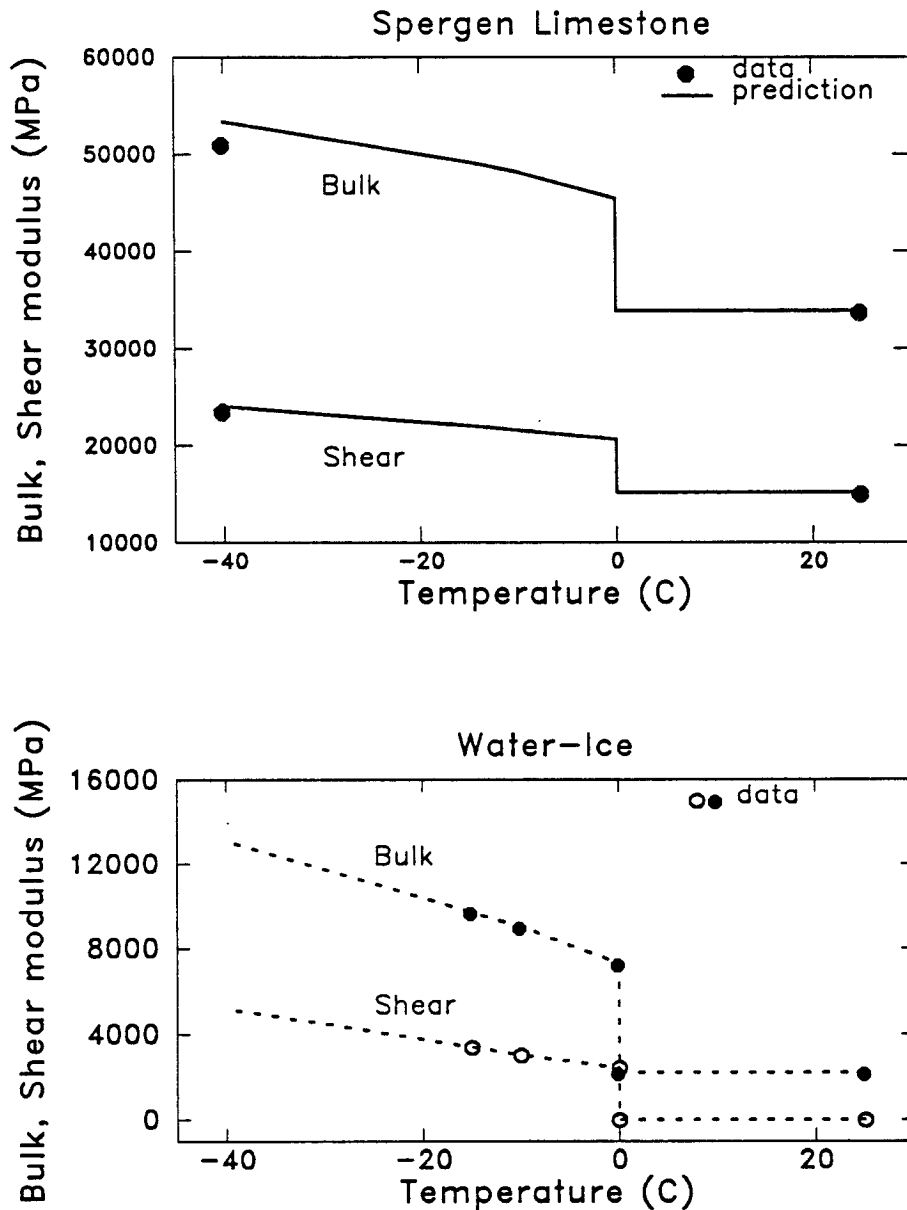 Spergen Limestone
Bulk, Shear modulus (MPa)
60000
50000
40000
30000
20000
10000
data
prediction
Bulk
Shear
−40
−20
0
20
Temperature (C)
Water−Ice
Bulk, Shear modulus (MPa)
16000
12000
8000
4000
0
data
Bulk
Shear
−40
−20
0
20
Temperature (C)